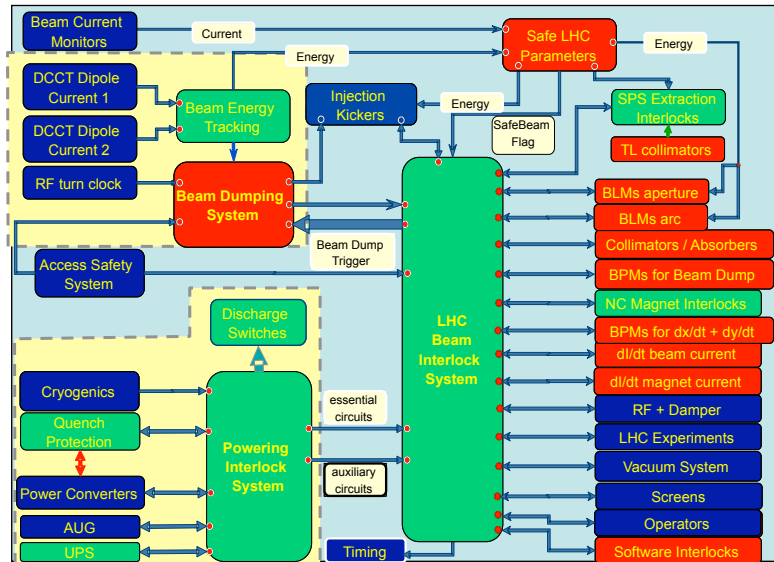 Beam Current
Monitors
Current
Safe LHC
Parameters
Energy
Energy
DCCT Dipole
Current 1
Beam Energy
Tracking
Injection
Kickers
Energy
SPS Extraction
Interlocks
DCCT Dipole
Current 2
SafeBeam
Flag
TL collimators
RF turn clock
Beam Dumping
System
BLMs aperture
BLMs arc
Beam Dump
Trigger
Collimators / Absorbers
Access Safety
System
BPMs for Beam Dump
Discharge
Switches
NC Magnet Interlocks
LHC
Beam
Interlock
System
BPMs for dx/dt + dy/dt
dI/dt beam current
dI/dt magnet current
Cryogenics
essential
circuits
RF + Damper
Quench
Protection
Powering
Interlock
System
LHC Experiments
auxiliary
circuits
Vacuum System
Power Converters
Screens
AUG
Operators
UPS
Timing
Software Interlocks